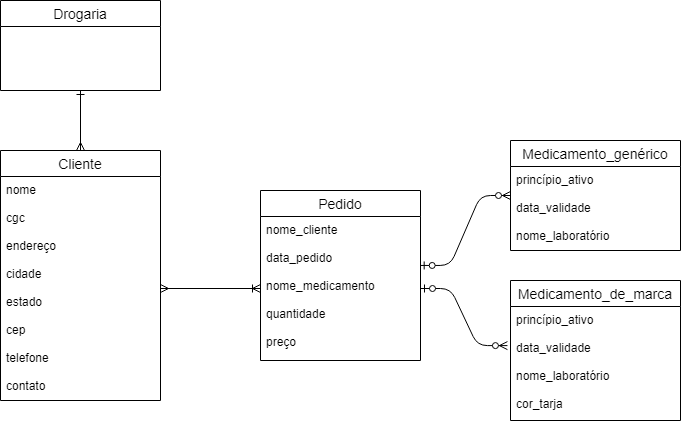 Drogaria
Cliente
nome
cgc
endereço
cidade
estado
cep
telefone
contato
Pedido
nome_cliente
data_pedido
nome_medicamento
quantidade
preço
Medicamento_genérico
princípio_ativo
data_validade
nome_laboratório
Medicamento_de_marca
princípio_ativo
data_validade
nome_laboratório
cor_tarja